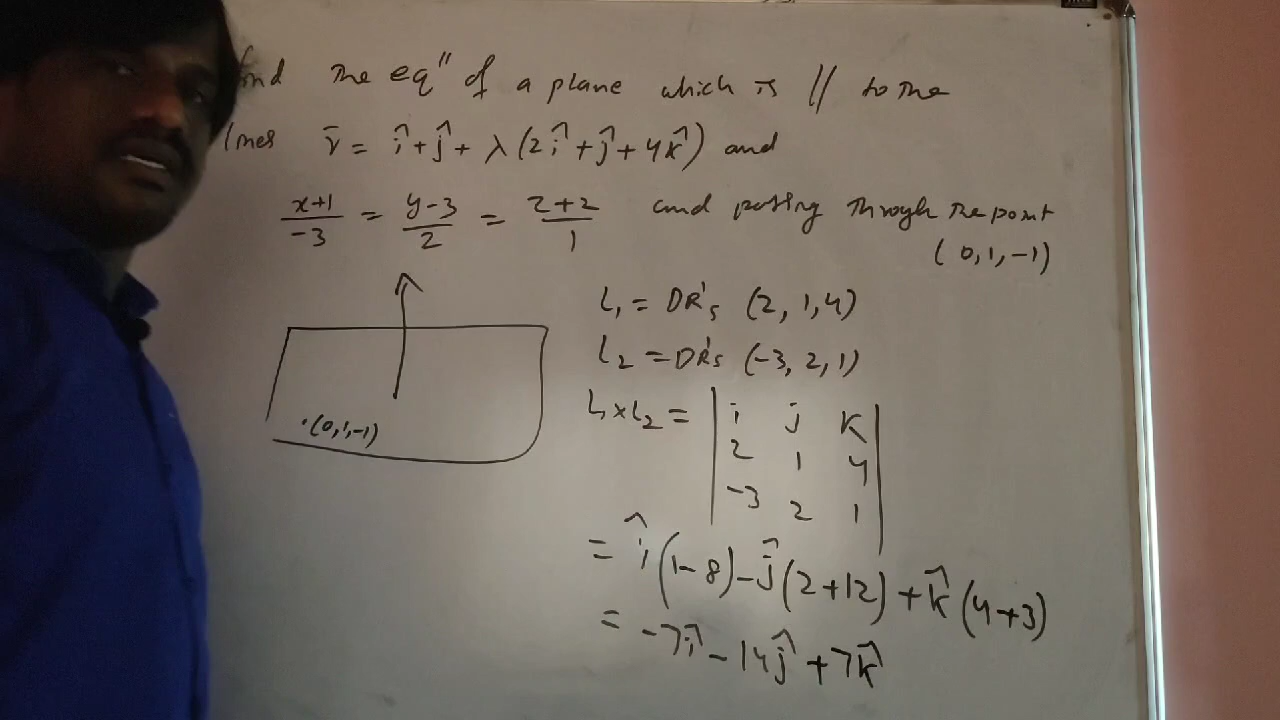 find the eqⁿ of a plane which is // to the
lines r̄ = î + ĵ + λ (2î + ĵ + 4k̂) and
x+1/-3 = y-3/2 = z+2/1 and passing through the point
(0,1,-1)
L₁ = DR's (2, 1, 4)
L₂ = DR's (-3, 2, 1)
L₁×L₂ = | i j k |
2 1 4
-3 2 1
.(0,1,-1)
= î(1-8) - ĵ(2+12) + k̂(4+3)
= -7î - 14ĵ + 7k̂